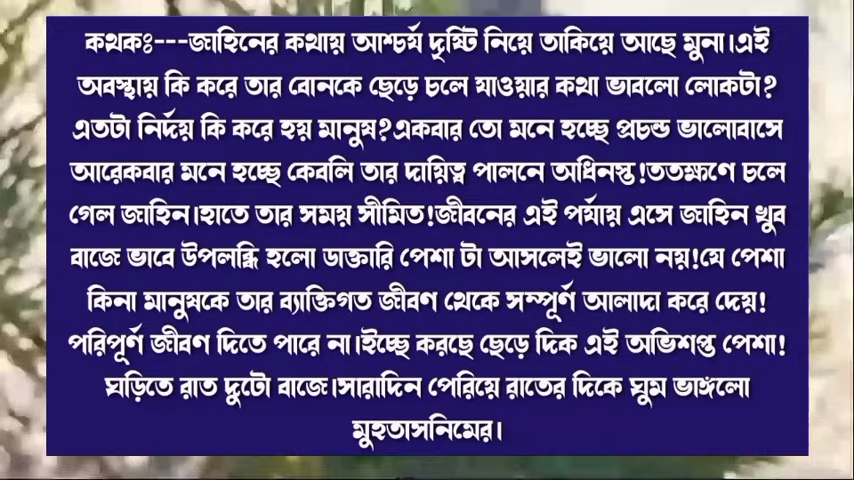 কথকঃ---জাহিনের কথায় আশ্চর্য দৃষ্টি নিয়ে তাকিয়ে আছে মুনা।এই
অবস্থায় কি করে তার বোনকে ছেড়ে চলে যাওয়ার কথা ভাবলো লোকটা?
এতটা নির্দয় কি করে হয় মানুষ?একবার তো মনে হচ্ছে প্রচন্ড ভালোবাসে
আরেকবার মনে হচ্ছে কেবলি তার দায়িত্ব পালনে অধিনস্ত!ততক্ষণে চলে
গেল জাহিন।হাতে তার সময় সীমিত!জীবনের এই পর্যায় এসে জাহিন খুব
বাজে ভাবে উপলব্ধি হলো ডাক্তারি পেশা টা আসলেই ভালো নয়!যে পেশা
কিনা মানুষকে তার ব্যাক্তিগত জীবণ থেকে সম্পূর্ণ আলাদা করে দেয়!
পরিপূর্ণ জীবণ দিতে পারে না।ইচ্ছে করছে ছেড়ে দিক এই অভিশপ্ত পেশা!
ঘড়িতে রাত দুটো বাজে।সারাদিন পেরিয়ে রাতের দিকে ঘুম ভাঙ্গলো
মুহতাসনিমের।